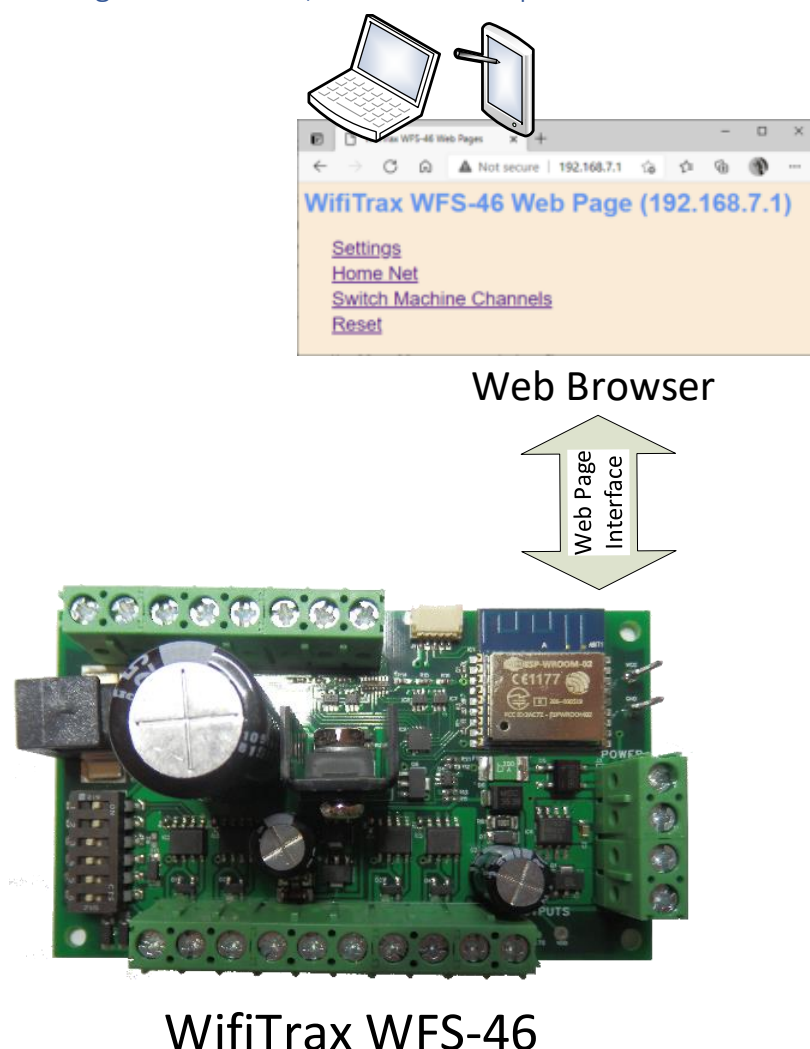 WFS-46 Web Pages
Not secure | 192.168.7.1
WifiTrax WFS-46 Web Page (192.168.7.1)
Settings
Home Net
Switch Machine Channels
Reset
Web Browser
Web Page
Interface
ESP-WROOM-02
CE1177
POWER
WifiTrax WFS-46